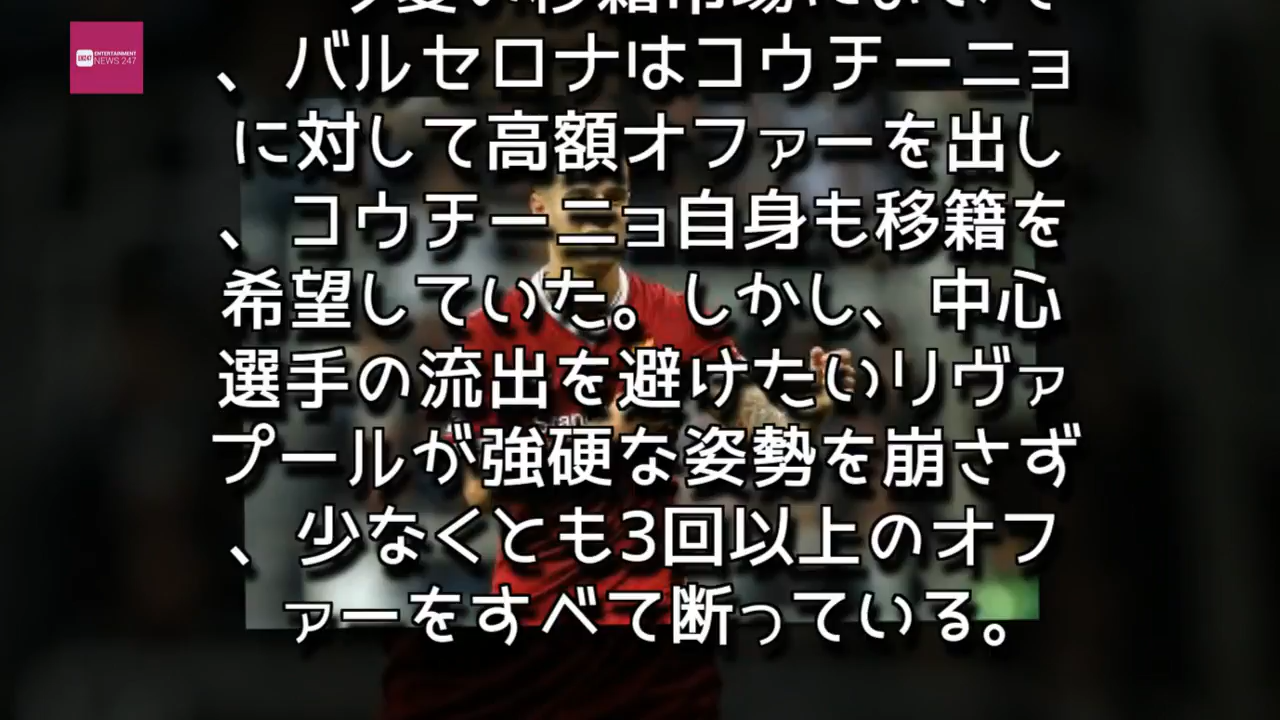 ENTERTAINMENT
NEWS 247
、バルセロナはコウチーニョ
に対して高額オファーを出し
、コウチーニョ自身も移籍を
希望していた。しかし、中心
選手の流出を避けたいリヴァ
プールが強硬な姿勢を崩さず
、少なくとも3回以上のオフ
ァーをすべて断っている。